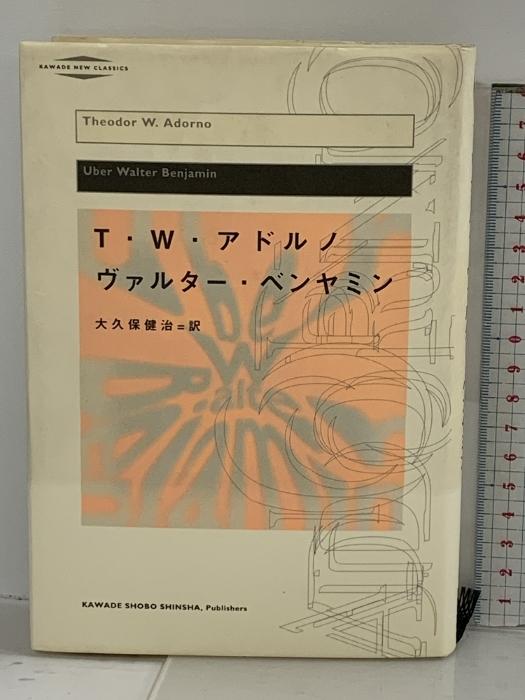 KAWADE NEW CLASSICS
Theodor W. Adorno
Uber Walter Benjamin
T・W・アドルノ
ヴァルター・ベンヤミン
大久保健治=訳
KAWADE SHOBO SHINSHA, Publishers